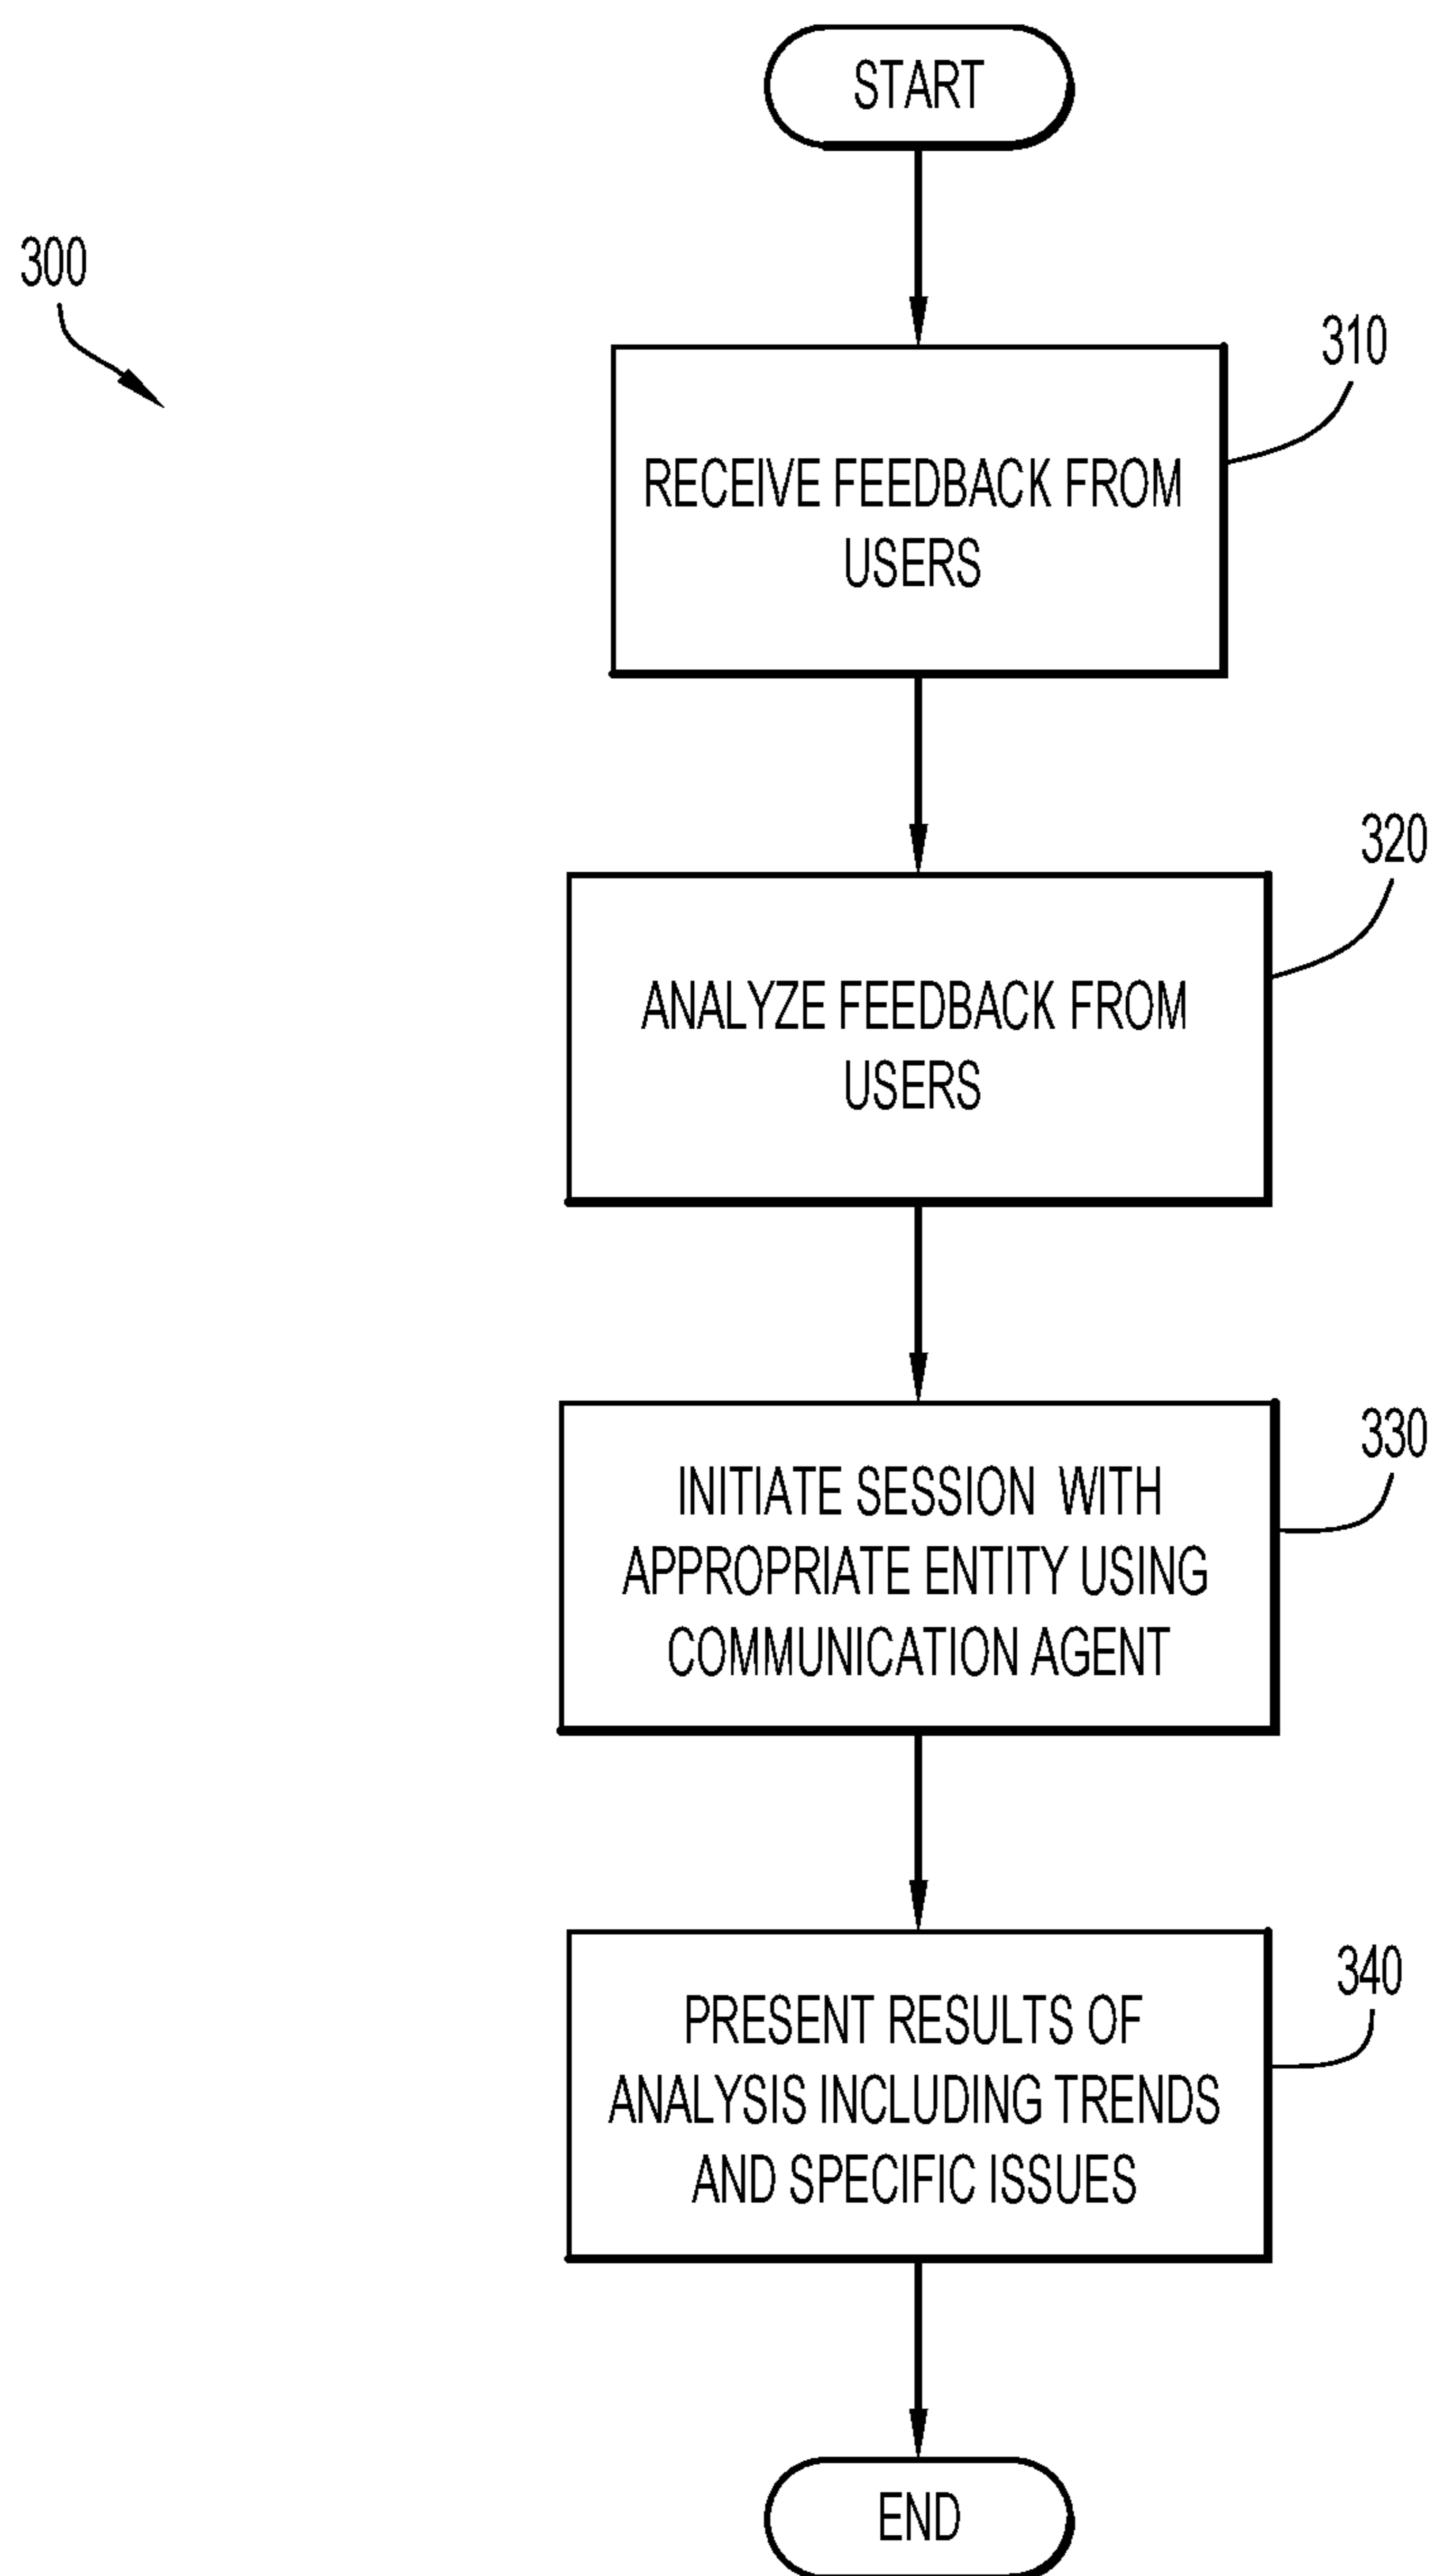 START
300
310
RECEIVE FEEDBACK FROM
USERS
320
ANALYZE FEEDBACK FROM
USERS
330
INITIATE SESSION WITH
APPROPRIATE ENTITY USING
COMMUNICATION AGENT
340
PRESENT RESULTS OF
ANALYSIS INCLUDING TRENDS
AND SPECIFIC ISSUES
END